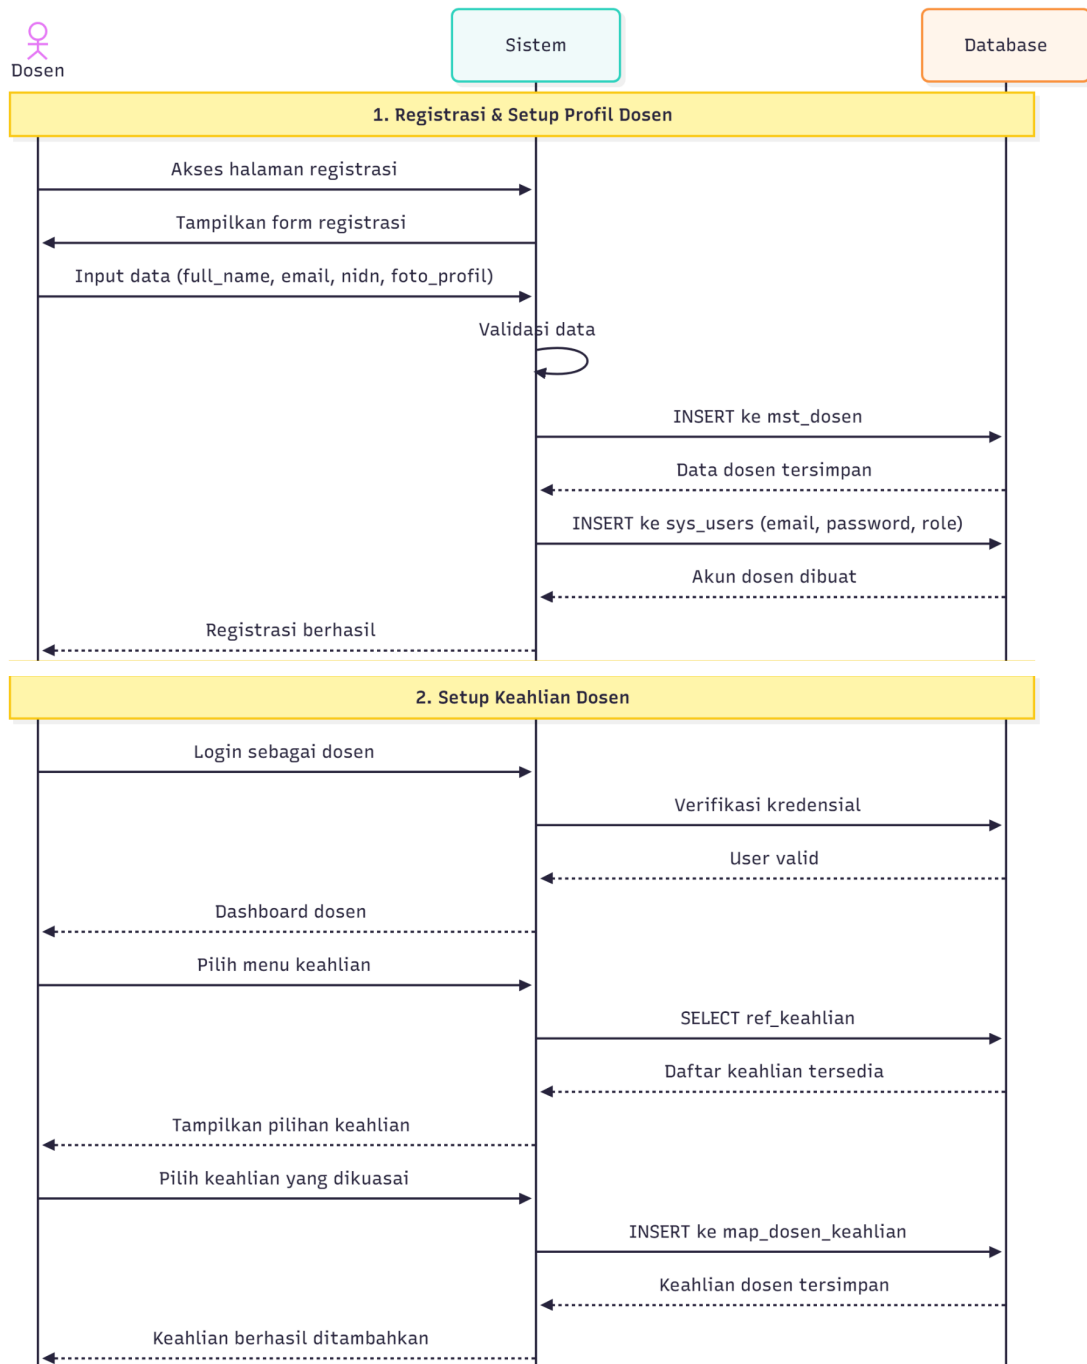 Dosen
Sistem
Database
1. Registrasi & Setup Profil Dosen
Akses halaman registrasi
Tampilkan form registrasi
Input data (full_name, email, nidn, foto_profil)
Validasi data
INSERT ke mst_dosen
Data dosen tersimpan
INSERT ke sys_users (email, password, role)
Akun dosen dibuat
Registrasi berhasil
2. Setup Keahlian Dosen
Login sebagai dosen
Verifikasi kredensial
User valid
Dashboard dosen
Pilih menu keahlian
SELECT ref_keahlian
Daftar keahlian tersedia
Tampilkan pilihan keahlian
Pilih keahlian yang dikuasai
INSERT ke map_dosen_keahlian
Keahlian dosen tersimpan
Keahlian berhasil ditambahkan